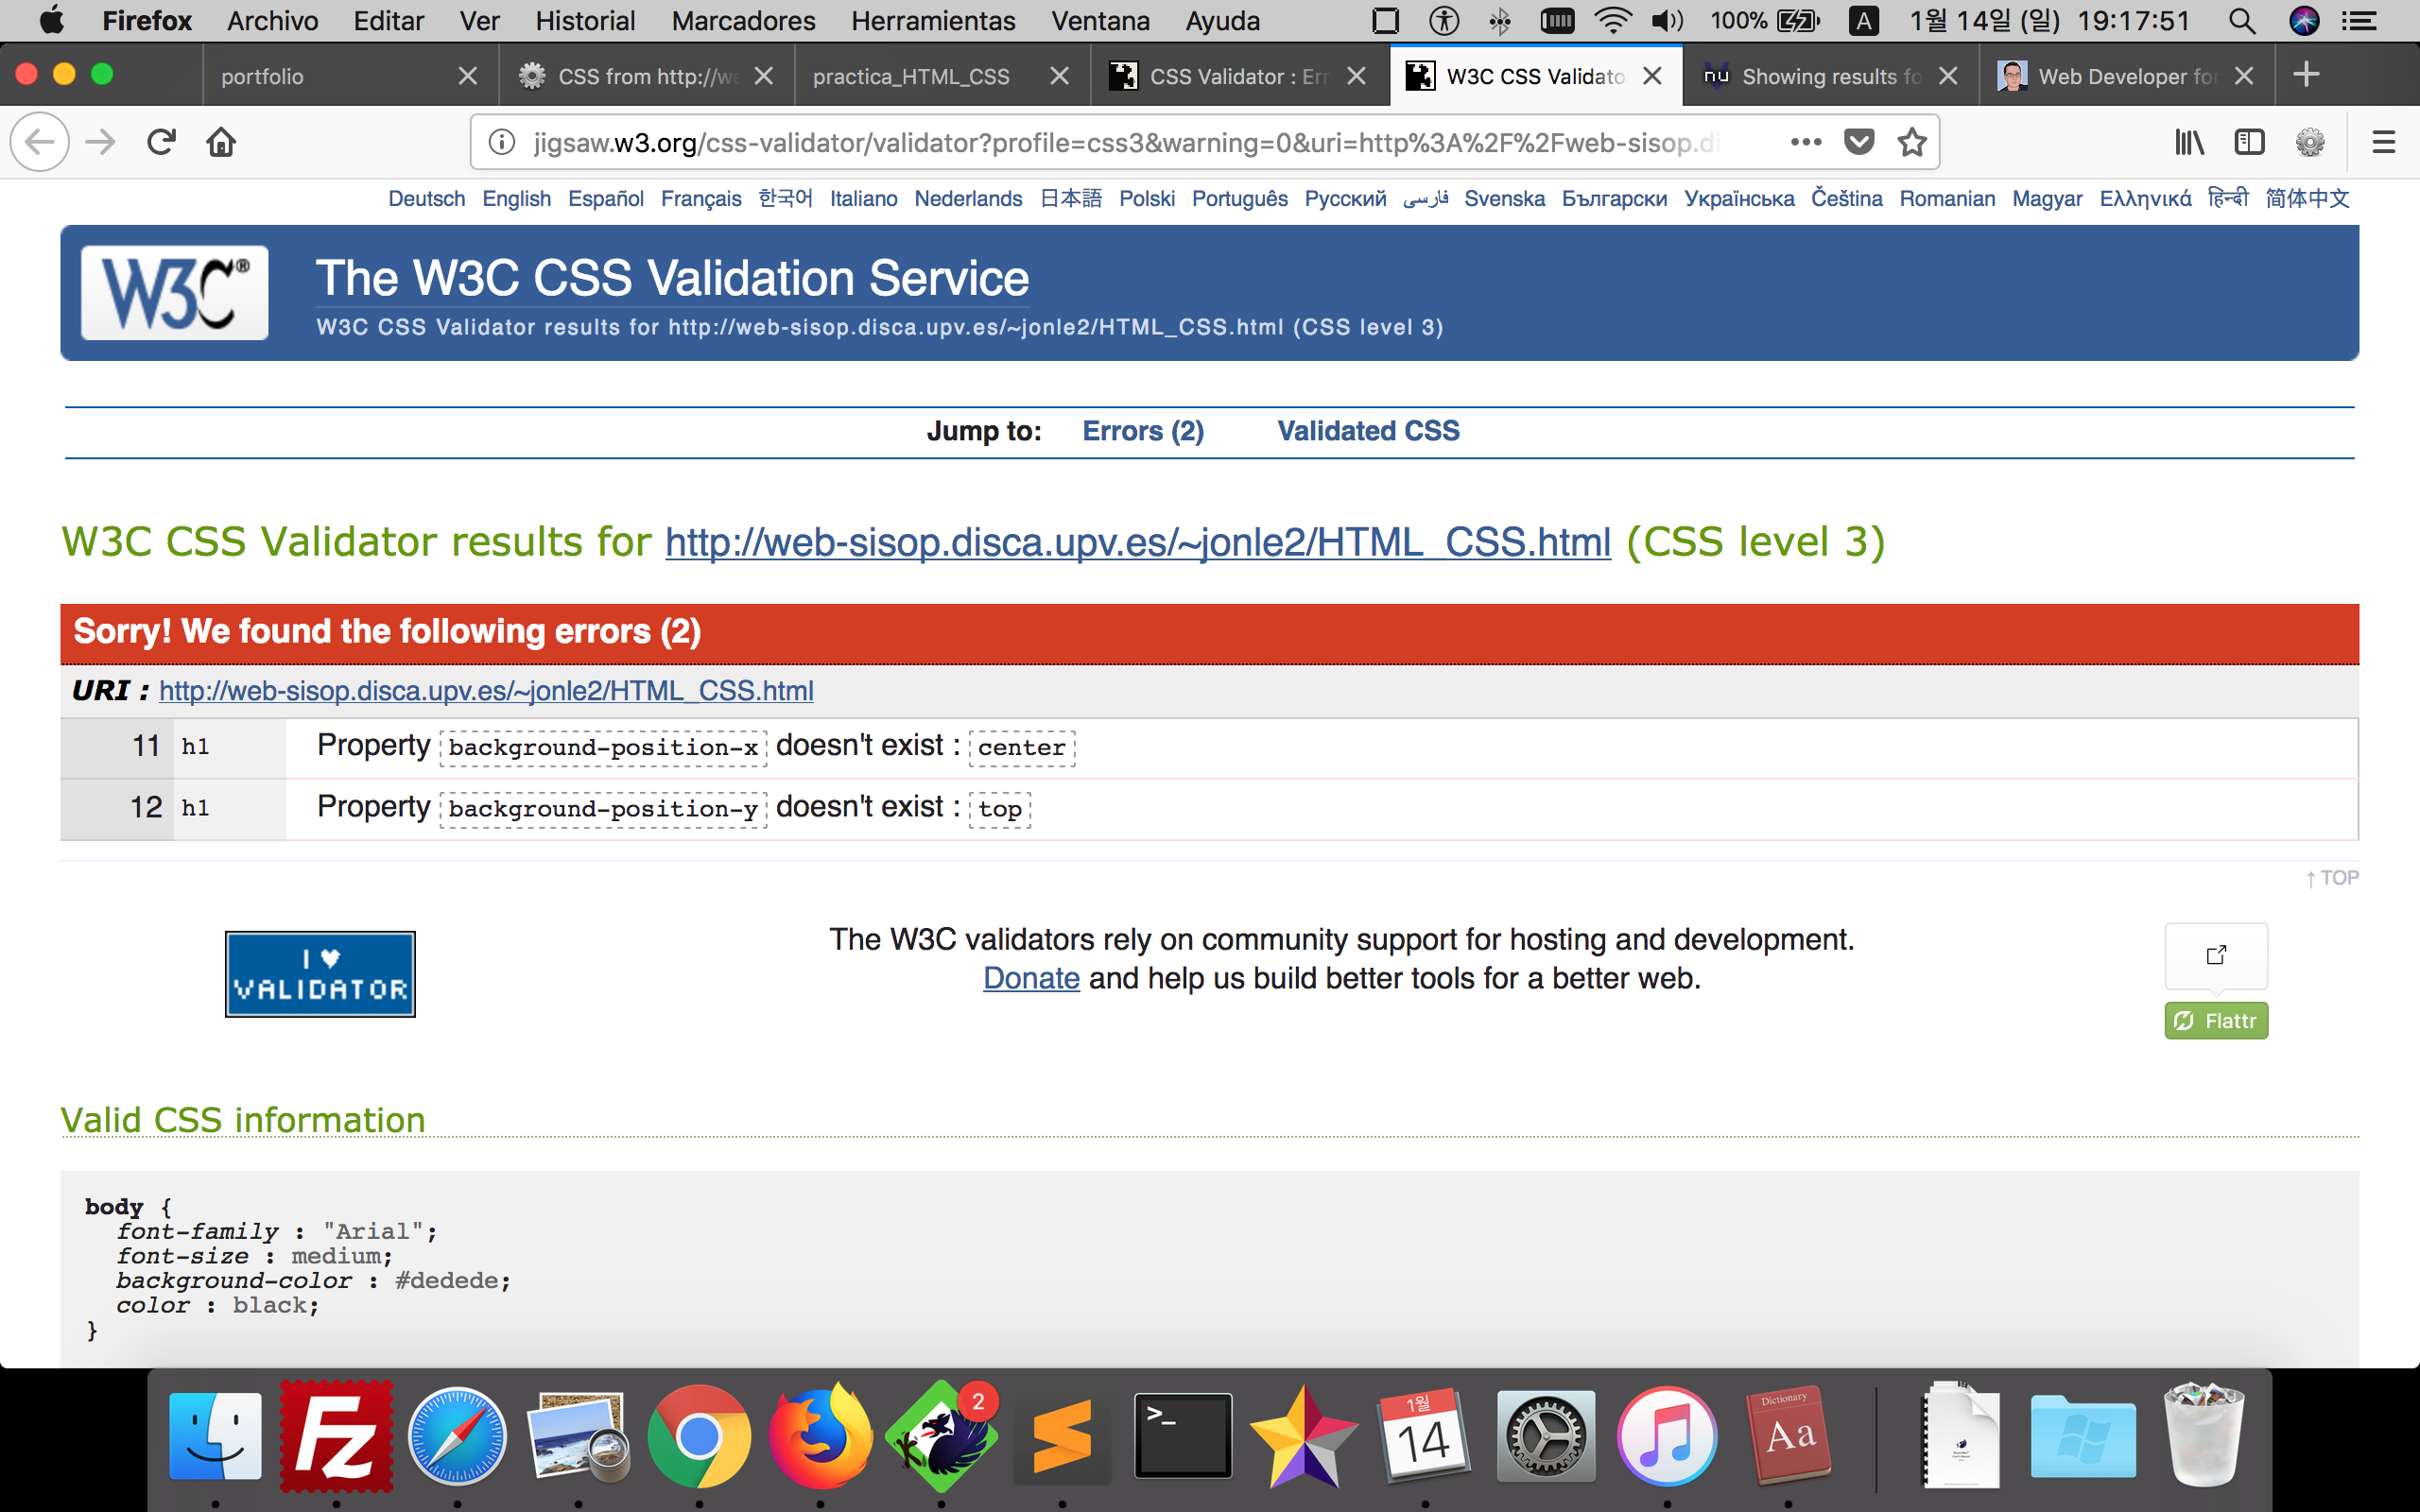 Firefox Archivo Editar Ver Historial Marcadores Herramientas Ventana Ayuda 100% A 1월 14일 (일) 19:17:51
portfolio CSS from http://we practica_HTML_CSS CSS Validator : Err W3C CSS Validato nu Showing results fo Web Developer for
jigsaw.w3.org/css-validator/validator?profile=css3&warning=0&uri=http%3A%2F%2Fweb-sisop.di
Deutsch English Español Français 한국어 Italiano Nederlands 日本語 Polski Português Русский فارسی Svenska Български Українська Čeština Romanian Magyar Ελληνικά हिन्दी 简体中文
W3C®
The W3C CSS Validation Service
W3C CSS Validator results for http://web-sisop.disca.upv.es/~jonle2/HTML_CSS.html (CSS level 3)
Jump to: Errors (2) Validated CSS
W3C CSS Validator results for http://web-sisop.disca.upv.es/~jonle2/HTML_CSS.html (CSS level 3)
Sorry! We found the following errors (2)
URI : http://web-sisop.disca.upv.es/~jonle2/HTML_CSS.html
11 h1 Property background-position-x doesn't exist : center
12 h1 Property background-position-y doesn't exist : top
↑ TOP
I ♥
VALIDATOR
The W3C validators rely on community support for hosting and development.
Donate and help us build better tools for a better web.
Flattr
Valid CSS information
body {
font-family : "Arial";
font-size : medium;
background-color : #dedede;
color : black;
}
Fz
2
>_
1월
14
Dictionary
Aa